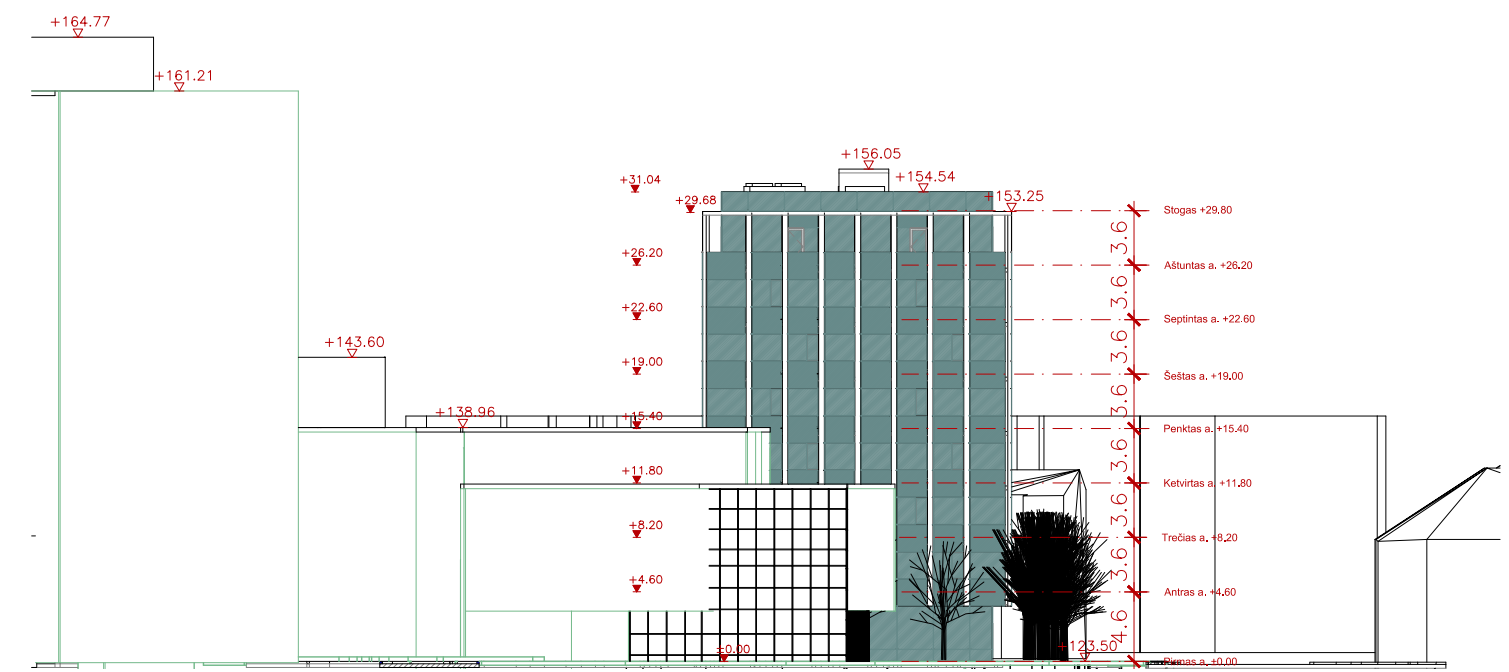 +164.77
+161.21
+156.05
+154.54
+31.04
+29.68
+153.25
Stogas +29.80
3.6
+26.20
Aštuntas a. +26.20
3.6
+22.60
Septintas a. +22.60
3.6
+143.60
+19.00
Šeštas a. +19.00
3.6
+138.96
+15.40
Penktas a. +15.40
3.6
+11.80
Ketvirtas a. +11.80
3.6
+8.20
Trečias a. +8.20
3.6
+4.60
Antras a. +4.60
4.6
±0.00
+123.50
Pirmas a. +0.00